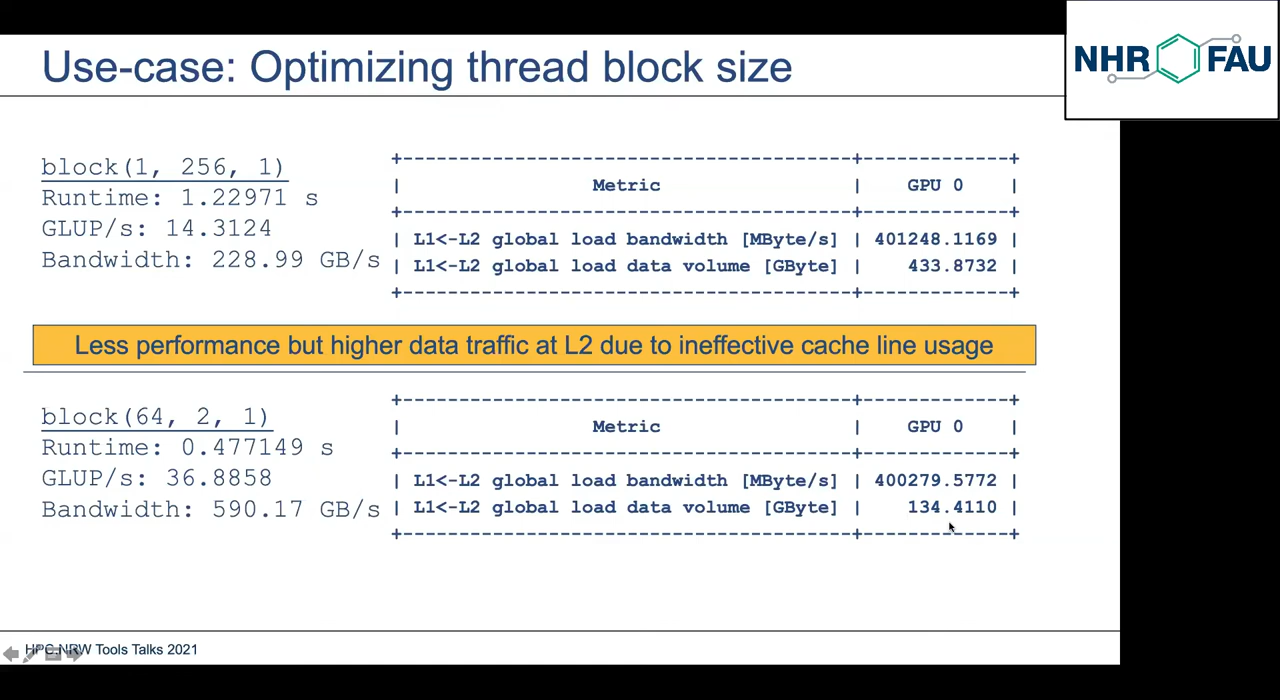 Use-case: Optimizing thread block size
NHR FAU
block(1, 256, 1)
Runtime: 1.22971 s
GLUP/s: 14.3124
Bandwidth: 228.99 GB/s
+-------------------------------------------------+------------+
| Metric | GPU 0 |
+-------------------------------------------------+------------+
| L1<-L2 global load bandwidth [MByte/s] | 401248.1169 |
| L1<-L2 global load data volume [GByte] | 433.8732 |
+-------------------------------------------------+------------+
Less performance but higher data traffic at L2 due to ineffective cache line usage
block(64, 2, 1)
Runtime: 0.477149 s
GLUP/s: 36.8858
Bandwidth: 590.17 GB/s
+-------------------------------------------------+------------+
| Metric | GPU 0 |
+-------------------------------------------------+------------+
| L1<-L2 global load bandwidth [MByte/s] | 400279.5772 |
| L1<-L2 global load data volume [GByte] | 134.4110 |
+-------------------------------------------------+------------+
HPC.NRW Tools Talks 2021